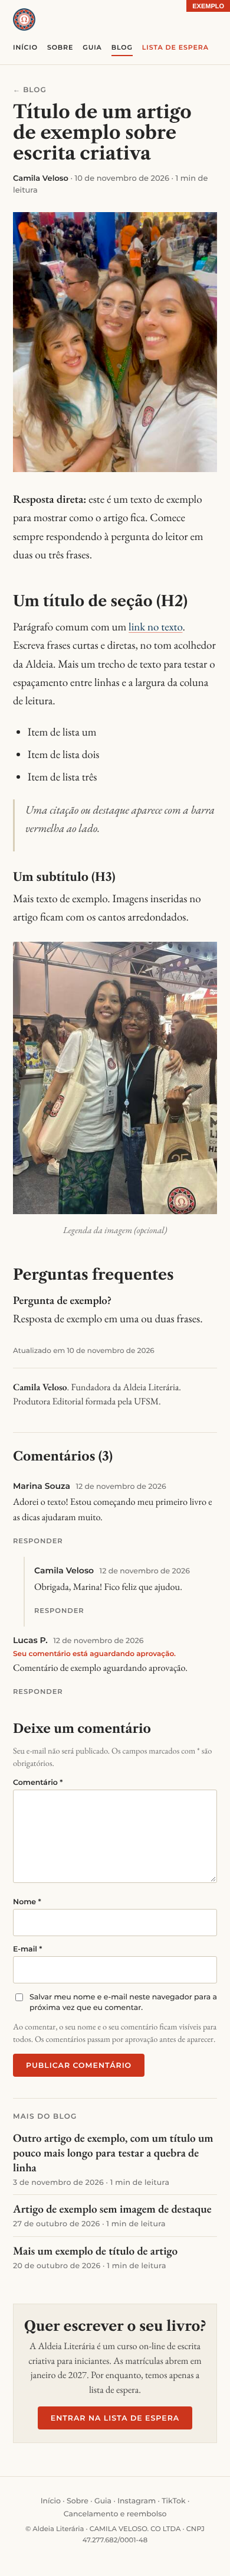 EXEMPLO
INÍCIO SOBRE GUIA BLOG LISTA DE ESPERA
← BLOG
Título de um artigo
de exemplo sobre
escrita criativa
Camila Veloso · 10 de novembro de 2026 · 1 min de
leitura
Resposta direta: este é um texto de exemplo
para mostrar como o artigo fica. Comece
sempre respondendo à pergunta do leitor em
duas ou três frases.
Um título de seção (H2)
Parágrafo comum com um link no texto.
Escreva frases curtas e diretas, no tom acolhedor
da Aldeia. Mais um trecho de texto para testar o
espaçamento entre linhas e a largura da coluna
de leitura.
• Item de lista um
• Item de lista dois
• Item de lista três
Uma citação ou destaque aparece com a barra
vermelha ao lado.
Um subtítulo (H3)
Mais texto de exemplo. Imagens inseridas no
artigo ficam com os cantos arredondados.
Legenda da imagem (opcional)
Perguntas frequentes
Pergunta de exemplo?
Resposta de exemplo em uma ou duas frases.
Atualizado em 10 de novembro de 2026
Camila Veloso. Fundadora da Aldeia Literária.
Produtora Editorial formada pela UFSM.
Comentários (3)
Marina Souza 12 de novembro de 2026
Adorei o texto! Estou começando meu primeiro livro e
as dicas ajudaram muito.
RESPONDER
Camila Veloso 12 de novembro de 2026
Obrigada, Marina! Fico feliz que ajudou.
RESPONDER
Lucas P. 12 de novembro de 2026
Seu comentário está aguardando aprovação.
Comentário de exemplo aguardando aprovação.
RESPONDER
Deixe um comentário
Seu e-mail não será publicado. Os campos marcados com * são
obrigatórios.
Comentário *
Nome *
E-mail *
Salvar meu nome e e-mail neste navegador para a
próxima vez que eu comentar.
Ao comentar, o seu nome e o seu comentário ficam visíveis para
todos. Os comentários passam por aprovação antes de aparecer.
PUBLICAR COMENTÁRIO
MAIS DO BLOG
Outro artigo de exemplo, com um título um
pouco mais longo para testar a quebra de
linha
3 de novembro de 2026 · 1 min de leitura
Artigo de exemplo sem imagem de destaque
27 de outubro de 2026 · 1 min de leitura
Mais um exemplo de título de artigo
20 de outubro de 2026 · 1 min de leitura
Quer escrever o seu livro?
A Aldeia Literária é um curso on-line de escrita
criativa para iniciantes. As matrículas abrem em
janeiro de 2027. Por enquanto, temos apenas a
lista de espera.
ENTRAR NA LISTA DE ESPERA
Início · Sobre · Guia · Instagram · TikTok ·
Cancelamento e reembolso
© Aldeia Literária · CAMILA VELOSO. CO LTDA · CNPJ
47.277.682/0001-48